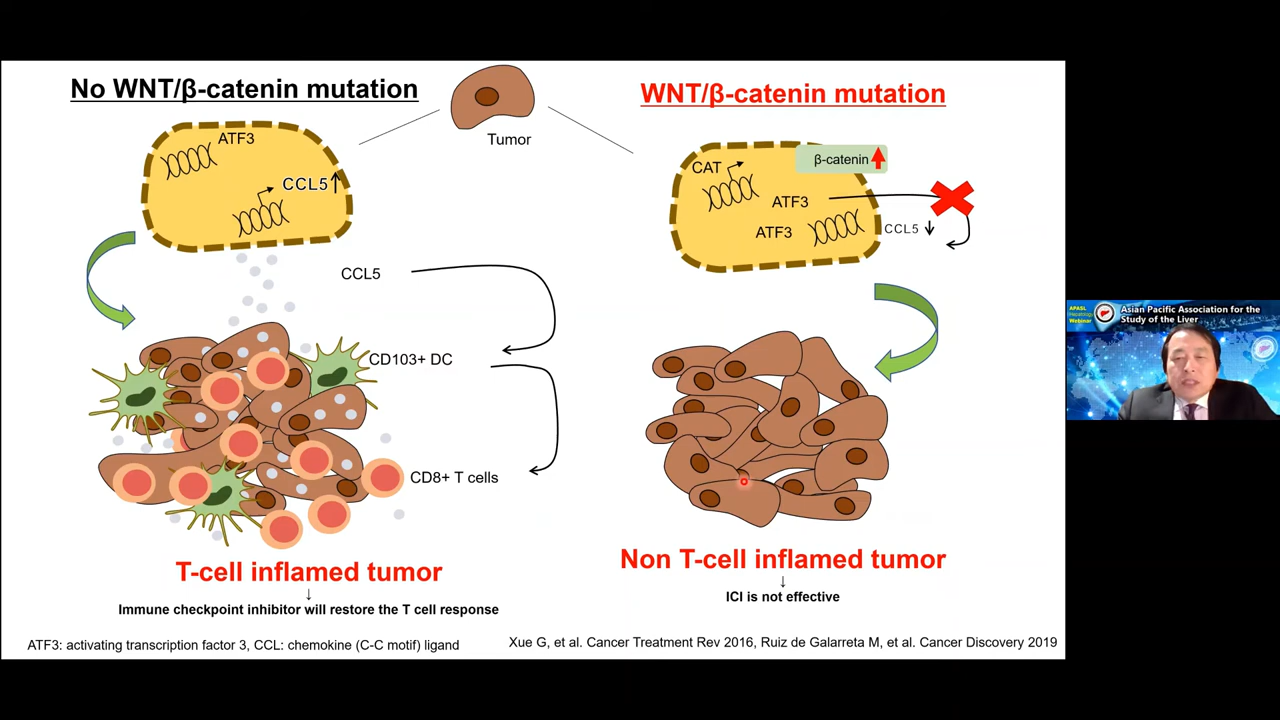 No WNT/β-catenin mutation
Tumor
WNT/β-catenin mutation
ATF3
CCL5
CAT
β-catenin
ATF3
ATF3
CCL5
CCL5
CD103+ DC
CD8+ T cells
T-cell inflamed tumor
Immune checkpoint inhibitor will restore the T cell response
Non T-cell inflamed tumor
ICI is not effective
ATF3: activating transcription factor 3, CCL: chemokine (C-C motif) ligand
Xue G, et al. Cancer Treatment Rev 2016, Ruiz de Galarreta M, et al. Cancer Discovery 2019
APASL
Hepatology
Webinar
Asian Pacific Association for the
Study of the Liver